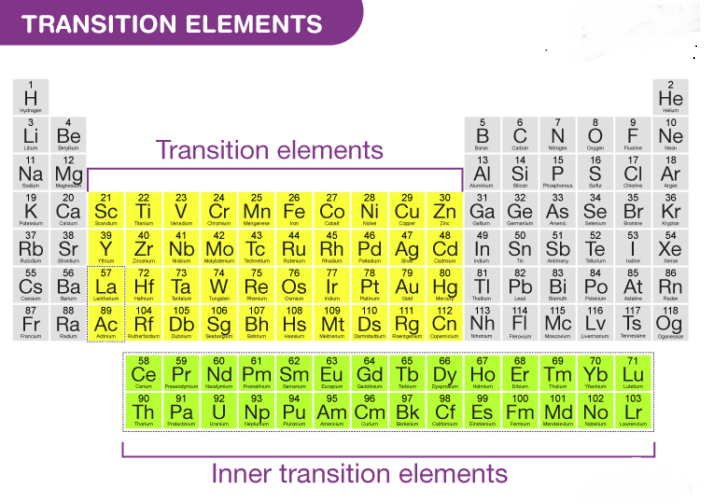 TRANSITION ELEMENTS
1 2
H He
Hydrogen Helium
3 4 5 6 7 8 9 10
Li Be B C N O F Ne
Boron Carbon Nitrogen Oxygen Fluorine Neon
Transition elements
11 12 13 14 15 16 17 18
Na Mg Al Si P S Cl Ar
Sodium Magnesium Aluminium Silicon Phosphorus Sulfur Chlorine Argon
19 20 21 22 23 24 25 26 27 28 29 30 31 32 33 34 35 36
K Ca Sc Ti V Cr Mn Fe Co Ni Cu Zn Ga Ge As Se Br Kr
Potassium Calcium Scandium Titanium Vanadium Chromium Manganese Iron Cobalt Nickel Copper Zinc Gallium Germanium Arsenic Selenium Bromine Krypton
37 38 39 40 41 42 43 44 45 46 47 48 49 50 51 52 53 54
Rb Sr Y Zr Nb Mo Tc Ru Rh Pd Ag Cd In Sn Sb Te I Xe
Rubidium Strontium Yttrium Zirconium Niobium Molybdenum Technetium Ruthenium Rhodium Palladium Silver Cadmium Indium Tin Antimony Tellurium Iodine Xenon
55 56 57 72 73 74 75 76 77 78 79 80 81 82 83 84 85 86
Cs Ba La Hf Ta W Re Os Ir Pt Au Hg Tl Pb Bi Po At Rn
Barium Lanthanum Hafnium Tantalum Tungsten Rhenium Osmium Iridium Platinum Gold Mercury Thallium Lead Bismuth Polonium Astatine
87 88 89 104 105 106 107 108 109 110 111 112 113 114 115 116 117 118
Fr Ra Ac Rf Db Sg Bh Hs Mt Ds Rg Cn Nh Fl Mc Lv Ts Og
Francium Radium Actinium Rutherfordium Dubnium Seaborgium Bohrium Hassium Meitnerium Darmstadtium Roentgenium Copernicium Nihonium Flerovium Moscovium Livermorium Tennessine Oganesson
58 59 60 61 62 63 64 65 66 67 68 69 70 71
Ce Pr Nd Pm Sm Eu Gd Tb Dy Ho Er Tm Yb Lu
Praseodymium Neodymium Promethium Samarium Europium Gadolinium Terbium Dysprosium Holmium Erbium Ytterbium Lutetium
90 91 92 93 94 95 96 97 98 99 100 101 102 103
Th Pa U Np Pu Am Cm Bk Cf Es Fm Md No Lr
Thorium Protactinium Uranium Neptunium Plutonium Americium Curium Berkelium Californium Einsteinium Fermium Mendelevium Nobelium Lawrencium
Inner transition elements